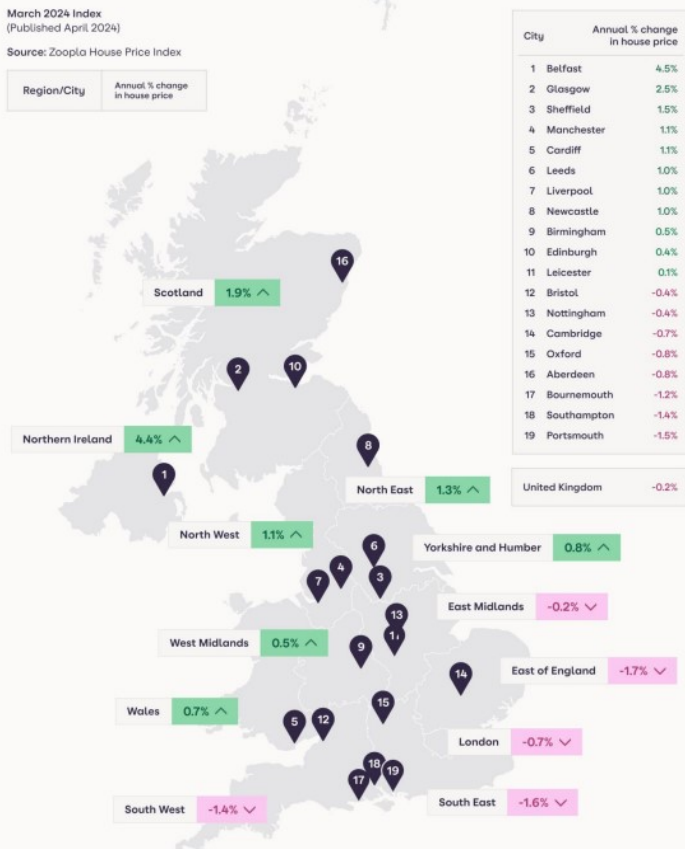 March 2024 Index
(Published April 2024)
Source: Zoopla House Price Index
Region/City Annual % change
in house price
City Annual % change
in house price
1 Belfast 4.5%
2 Glasgow 2.5%
3 Sheffield 1.5%
4 Manchester 1.1%
5 Cardiff 1.1%
6 Leeds 1.0%
7 Liverpool 1.0%
8 Newcastle 1.0%
9 Birmingham 0.5%
10 Edinburgh 0.4%
11 Leicester 0.1%
12 Bristol -0.4%
13 Nottingham -0.4%
14 Cambridge -0.7%
15 Oxford -0.8%
16 Aberdeen -0.8%
17 Bournemouth -1.2%
18 Southampton -1.4%
19 Portsmouth -1.5%
United Kingdom -0.2%
16
Scotland 1.9%
2
10
Northern Ireland 4.4%
8
1
North East 1.3%
North West 1.1%
6
Yorkshire and Humber 0.8%
4
7
3
East Midlands -0.2%
13
West Midlands 0.5%
9
14
East of England -1.7%
15
Wales 0.7%
5
12
London -0.7%
18
17
19
South West -1.4%
South East -1.6%